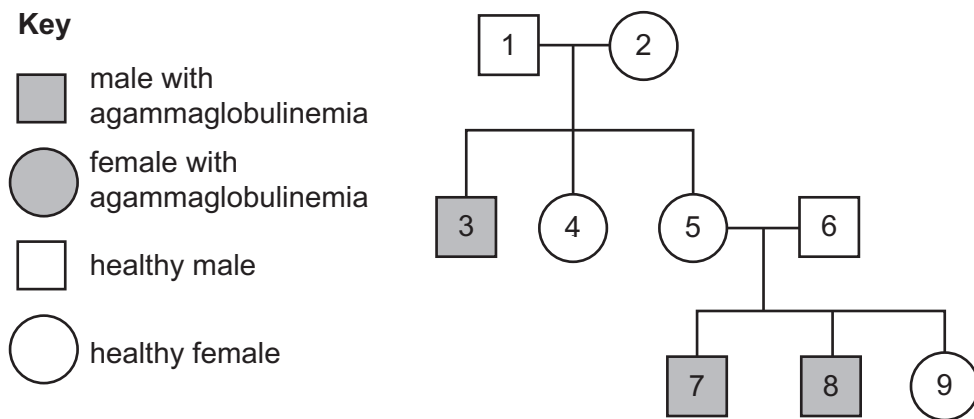 Key
male with
agammaglobulinemia
female with
agammaglobulinemia
healthy male
healthy female
1 2
3 4 5 6
7 8 9